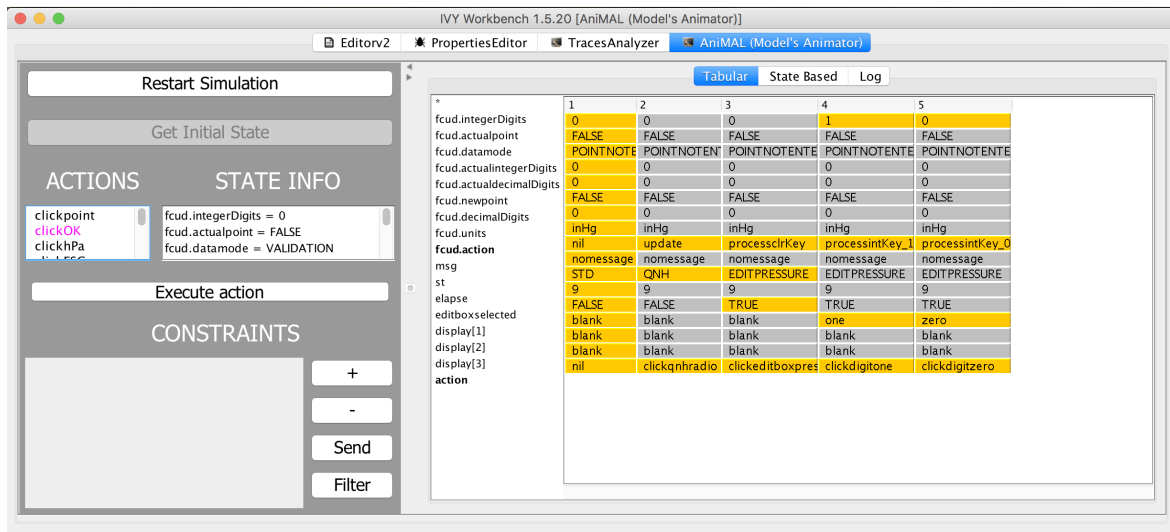 IVY Workbench 1.5.20 [AniMAL (Model's Animator)]
Editorv2 PropertiesEditor TracesAnalyzer AniMAL (Model's Animator)
Restart Simulation
Get Initial State
ACTIONS STATE INFO
clickpoint
clickOK
clickhPa
fcud.integerDigits = 0
fcud.actualpoint = FALSE
fcud.datamode = VALIDATION
Execute action
CONSTRAINTS
+
-
Send
Filter
Tabular State Based Log
* 1 2 3 4 5
fcud.integerDigits 0 0 0 1 0
fcud.actualpoint FALSE FALSE FALSE FALSE FALSE
fcud.datamode POINTNOTE POINTNOTENT POINTNOTENTE POINTNOTENTE POINTNOTENTE
fcud.actualintegerDigits 0 0 0 0 0
fcud.actualdecimalDigits 0 0 0 0 0
fcud.newpoint FALSE FALSE FALSE FALSE FALSE
fcud.decimalDigits 0 0 0 0 0
fcud.units inHg inHg inHg inHg inHg
fcud.action nil update processclrKey processintKey_1 processintKey_0
msg nomessage nomessage nomessage nomessage nomessage
st STD QNH EDITPRESSURE EDITPRESSURE EDITPRESSURE
elapse 9 9 9 9 9
editboxselected FALSE FALSE TRUE TRUE TRUE
display[1] blank blank blank one zero
display[2] blank blank blank blank blank
display[3] blank blank blank blank blank
action nil clickqnhradio clickeditboxpres clickdigitone clickdigitzero